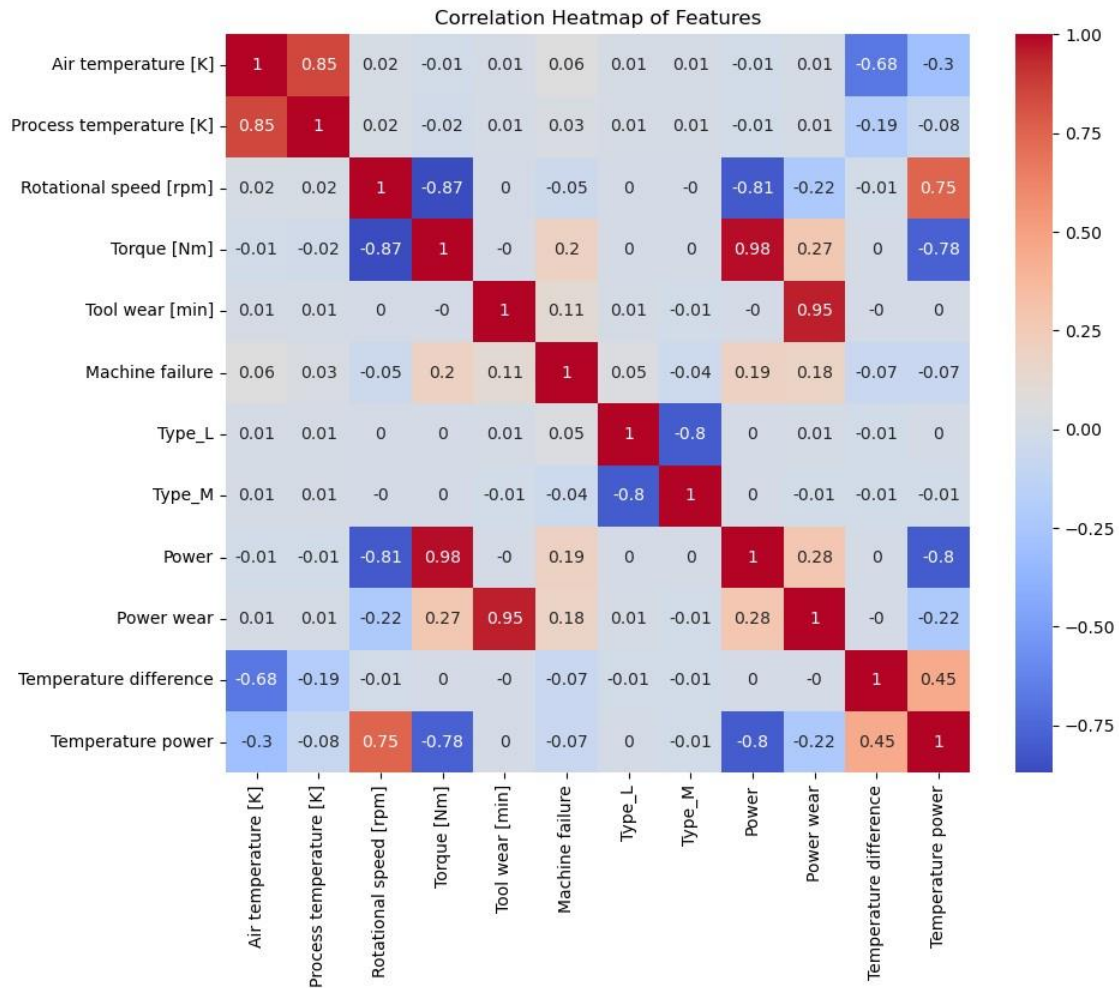 Correlation Heatmap of Features
Air temperature [K] 1 0.85 0.02 -0.01 0.01 0.06 0.01 0.01 -0.01 0.01 -0.68 -0.3
Process temperature [K] 0.85 1 0.02 -0.02 0.01 0.03 0.01 0.01 -0.01 0.01 -0.19 -0.08
Rotational speed [rpm] 0.02 0.02 1 -0.87 0 -0.05 0 -0 -0.81 -0.22 -0.01 0.75
Torque [Nm] -0.01 -0.02 -0.87 1 -0 0.2 0 0 0.98 0.27 0 -0.78
Tool wear [min] 0.01 0.01 0 -0 1 0.11 0.01 -0.01 -0 0.95 -0 0
Machine failure 0.06 0.03 -0.05 0.2 0.11 1 0.05 -0.04 0.19 0.18 -0.07 -0.07
Type_L 0.01 0.01 0 0 0.01 0.05 1 -0.8 0 0.01 -0.01 0
Type_M 0.01 0.01 -0 0 -0.01 -0.04 -0.8 1 0 -0.01 -0.01 -0.01
Power -0.01 -0.01 -0.81 0.98 -0 0.19 0 0 1 0.28 0 -0.8
Power wear 0.01 0.01 -0.22 0.27 0.95 0.18 0.01 -0.01 0.28 1 -0 -0.22
Temperature difference -0.68 -0.19 -0.01 0 -0 -0.07 -0.01 -0.01 0 -0 1 0.45
Temperature power -0.3 -0.08 0.75 -0.78 0 -0.07 0 -0.01 -0.8 -0.22 0.45 1
Air temperature [K]
Process temperature [K]
Rotational speed [rpm]
Torque [Nm]
Tool wear [min]
Machine failure
Type_L
Type_M
Power
Power wear
Temperature difference
Temperature power
1.00
0.75
0.50
0.25
0.00
−0.25
−0.50
−0.75